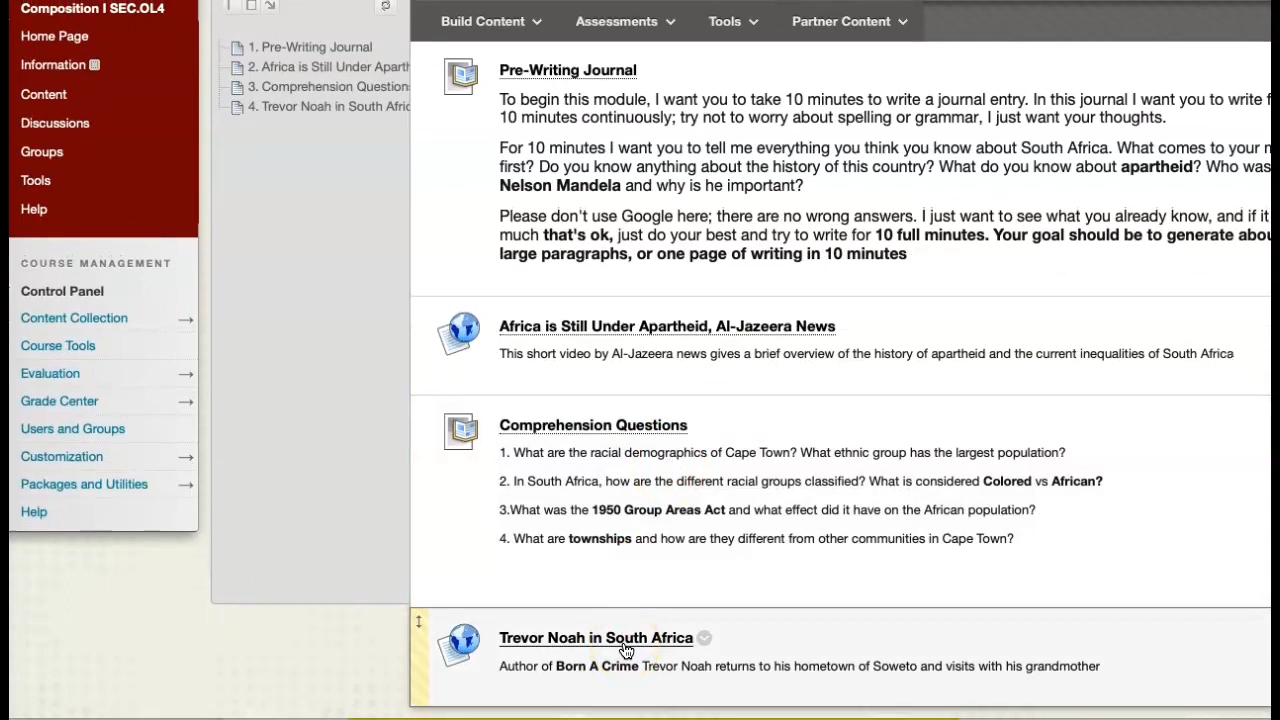 Composition I SEC.OL4
Home Page
Information
Content
Discussions
Groups
Tools
Help
COURSE MANAGEMENT
Control Panel
Content Collection
Course Tools
Evaluation
Grade Center
Users and Groups
Customization
Packages and Utilities
Help
1. Pre-Writing Journal
2. Africa is Still Under Aparth
3. Comprehension Questions
4. Trevor Noah in South Afric
Build Content
Assessments
Tools
Partner Content
Pre-Writing Journal
To begin this module, I want you to take 10 minutes to write a journal entry. In this journal I want you to write f
10 minutes continuously; try not to worry about spelling or grammar, I just want your thoughts.
For 10 minutes I want you to tell me everything you think you know about South Africa. What comes to your
first? Do you know anything about the history of this country? What do you know about apartheid? Who was
Nelson Mandela and why is he important?
Please don't use Google here; there are no wrong answers. I just want to see what you already know, and if it
much that's ok, just do your best and try to write for 10 full minutes. Your goal should be to generate abou
large paragraphs, or one page of writing in 10 minutes
Africa is Still Under Apartheid, Al-Jazeera News
This short video by Al-Jazeera news gives a brief overview of the history of apartheid and the current inequalities of South Africa
Comprehension Questions
1. What are the racial demographics of Cape Town? What ethnic group has the largest population?
2. In South Africa, how are the different racial groups classified? What is considered Colored vs African?
3.What was the 1950 Group Areas Act and what effect did it have on the African population?
4. What are townships and how are they different from other communities in Cape Town?
Trevor Noah in South Africa
Author of Born A Crime Trevor Noah returns to his hometown of Soweto and visits with his grandmother